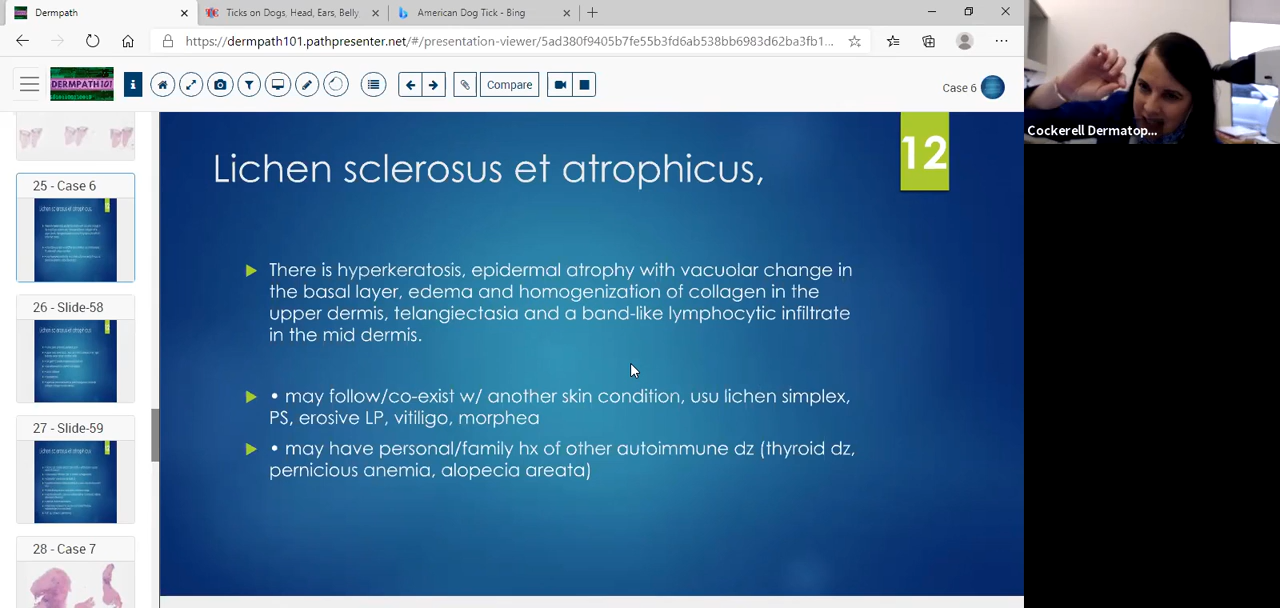 Dermpath
Ticks on Dogs, Head, Ears, Belly
American Dog Tick - Bing
https://dermpath101.pathpresenter.net/#/presentation-viewer/5ad380f9405b7fe55b3fd6ab538bb6983d62ba3fb1...
DERMPATH 101
Compare
Case 6
Cockerell Dermatop...
25 - Case 6
26 - Slide-58
27 - Slide-59
28 - Case 7
12
Lichen sclerosus et atrophicus,
There is hyperkeratosis, epidermal atrophy with vacuolar change in
the basal layer, edema and homogenization of collagen in the
upper dermis, telangiectasia and a band-like lymphocytic infiltrate
in the mid dermis.
• may follow/co-exist w/ another skin condition, usu lichen simplex,
PS, erosive LP, vitiligo, morphea
• may have personal/family hx of other autoimmune dz (thyroid dz,
pernicious anemia, alopecia areata)